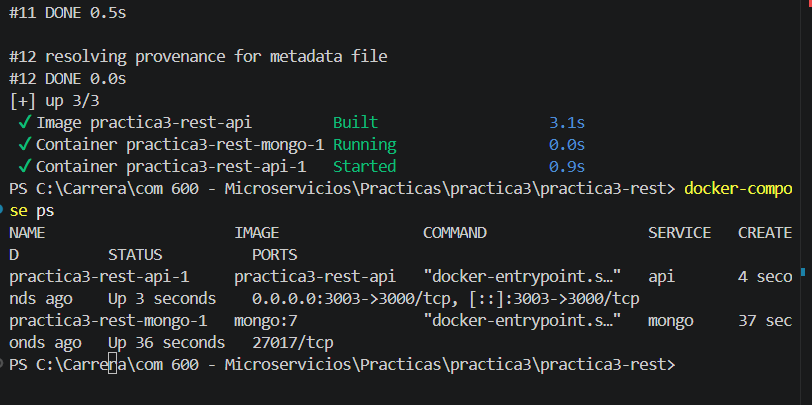 #11 DONE 0.5s
#12 resolving provenance for metadata file
#12 DONE 0.0s
[+] up 3/3
✓ Image practica3-rest-api Built 3.1s
✓ Container practica3-rest-mongo-1 Running 0.0s
✓ Container practica3-rest-api-1 Started 0.9s
PS C:\Carrera\com 600 - Microservicios\Practicas\practica3\practica3-rest> docker-compo
se ps
NAME IMAGE COMMAND SERVICE CREATE
D STATUS PORTS
practica3-rest-api-1 practica3-rest-api "docker-entrypoint.s…" api 4 seco
nds ago Up 3 seconds 0.0.0.0:3003->3000/tcp, [::]:3003->3000/tcp
practica3-rest-mongo-1 mongo:7 "docker-entrypoint.s…" mongo 37 sec
onds ago Up 36 seconds 27017/tcp
PS C:\Carrera\com 600 - Microservicios\Practicas\practica3\practica3-rest>